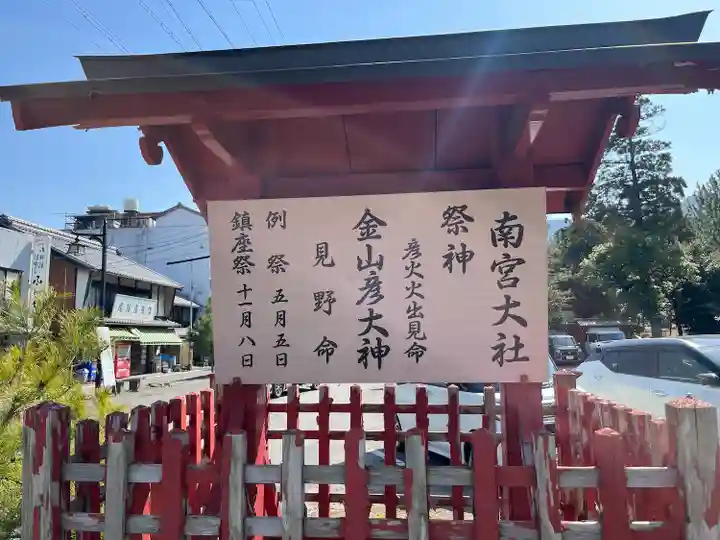 南宮大社
祭神
彦火火出見命
金山彦大神
見野命
例祭 五月五日
鎮座祭 十一月八日